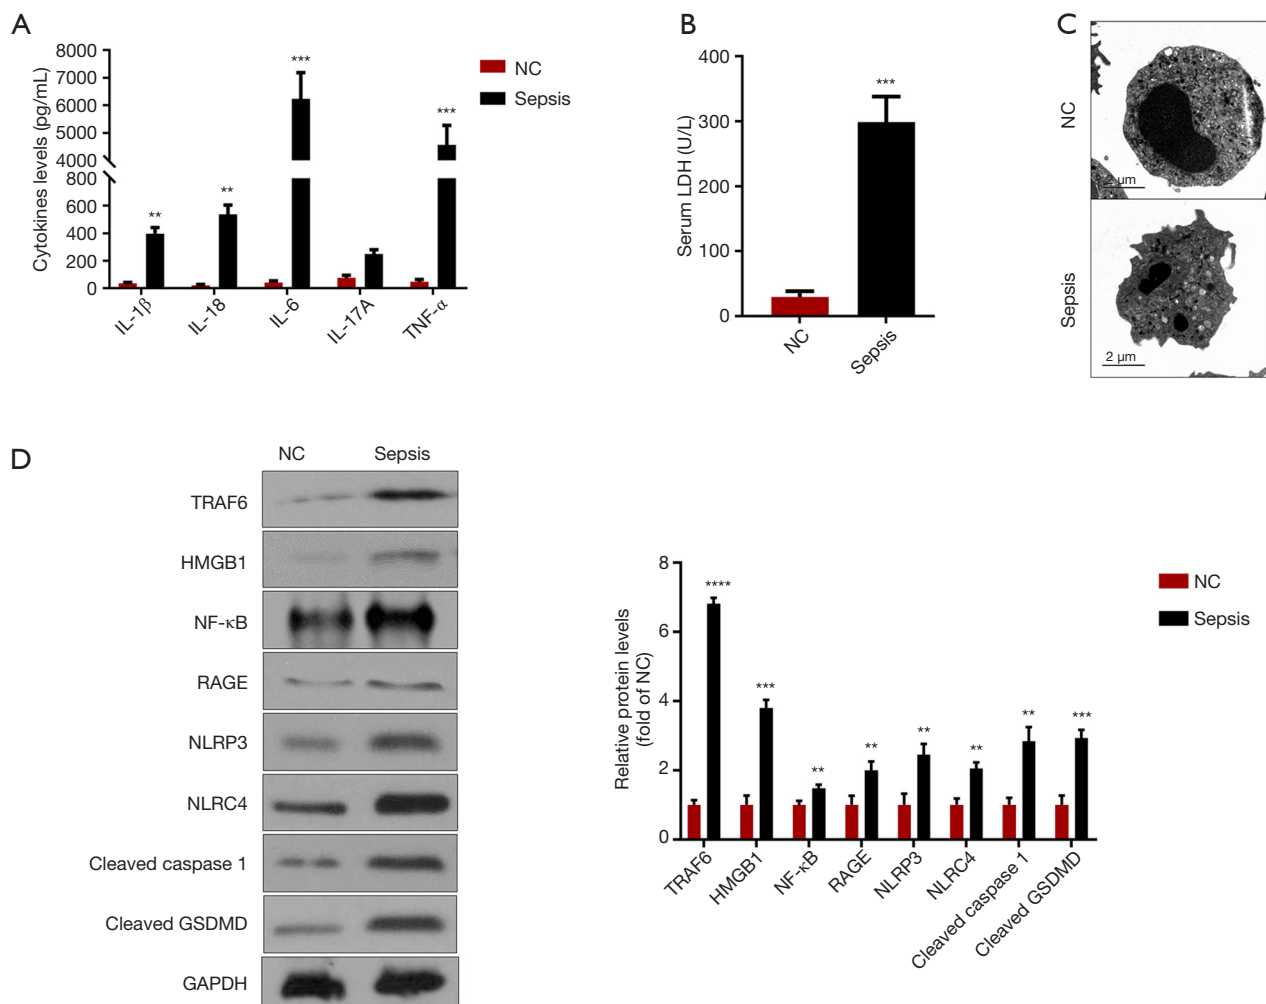 A
8000
7000
6000
5000
4000
800
600
400
200
0
Cytokines levels (pg/mL)
**
**
***
***
IL-1β
IL-18
IL-6
IL-17A
TNF-α
NC
Sepsis
B
400
300
200
100
0
Serum LDH (U/L)
***
NC
Sepsis
C
NC
2 μm
Sepsis
2 μm
D
NC Sepsis
TRAF6
HMGB1
NF-κB
RAGE
NLRP3
NLRC4
Cleaved caspase 1
Cleaved GSDMD
GAPDH
8
6
4
2
0
Relative protein levels
(fold of NC)
****
***
**
**
**
**
**
***
TRAF6
HMGB1
NF-κB
RAGE
NLRP3
NLRC4
Cleaved caspase 1
Cleaved GSDMD
NC
Sepsis